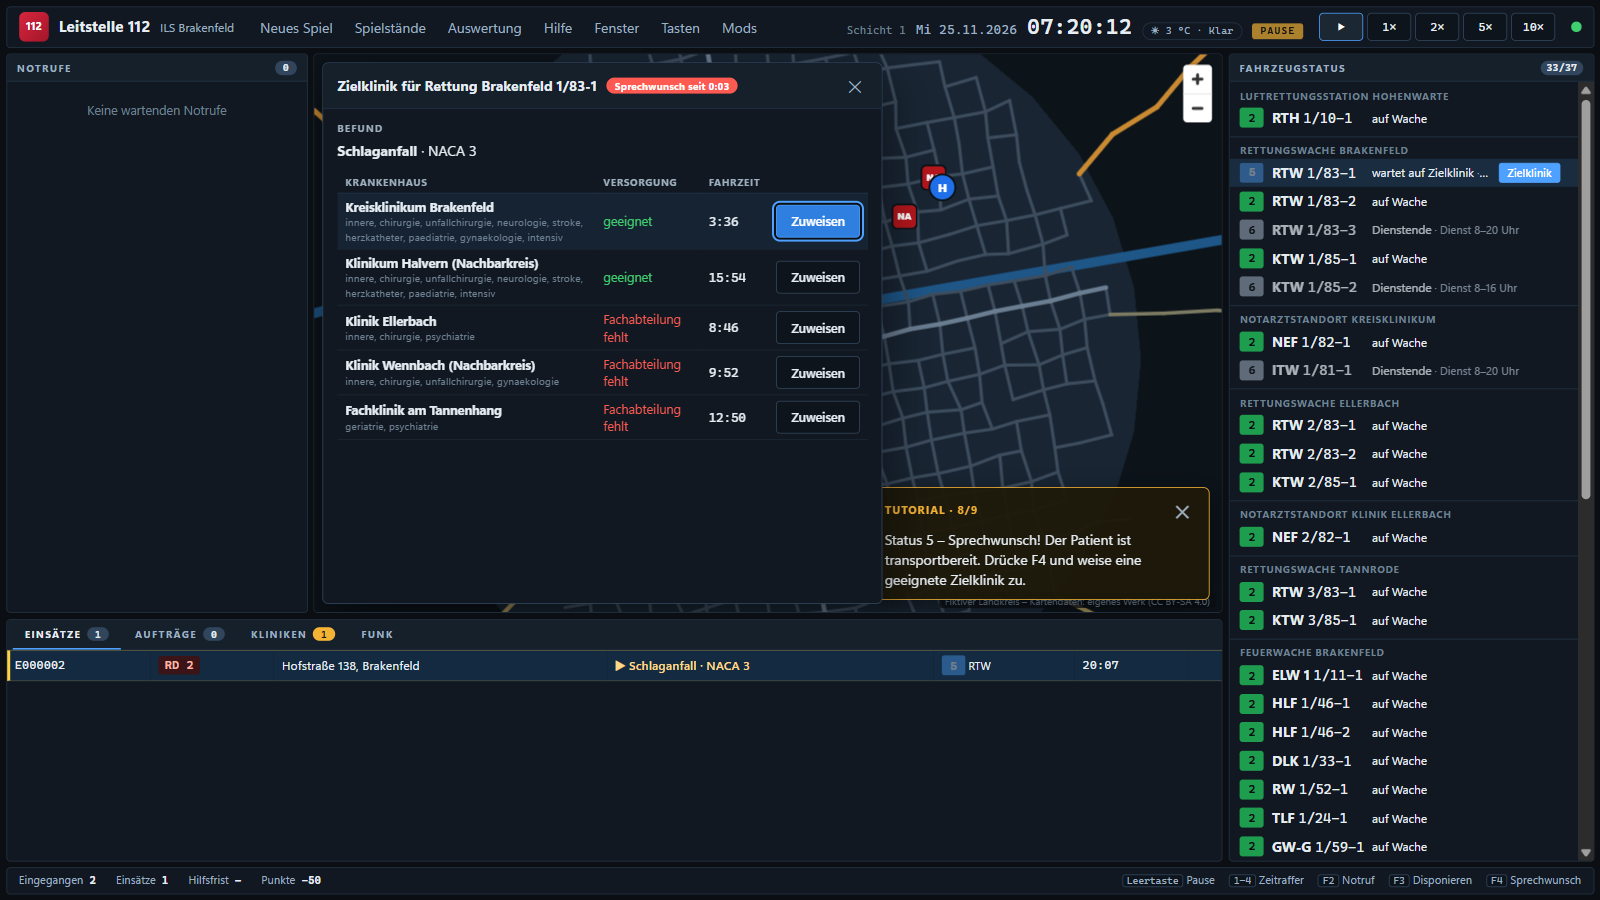 112 Leitstelle 112 ILS Brakenfeld Neues Spiel Spielstände Auswertung Hilfe Fenster Tasten Mods Schicht 1 Mi 25.11.2026 07:20:12 ☀ 3 °C · Klar PAUSE ▶ 1× 2× 5× 10×
NOTRUFE 0
Keine wartenden Notrufe
Zielklinik für Rettung Brakenfeld 1/83-1 Sprechwunsch seit 0:03
BEFUND
Schlaganfall · NACA 3
KRANKENHAUS VERSORGUNG FAHRZEIT
Kreisklinikum Brakenfeld
innere, chirurgie, unfallchirurgie, neurologie, stroke,
herzkatheter, paediatrie, gynaekologie, intensiv
geeignet 3:36 Zuweisen
Klinikum Halvern (Nachbarkreis)
innere, chirurgie, unfallchirurgie, neurologie, stroke,
herzkatheter, paediatrie, intensiv
geeignet 15:54 Zuweisen
Klinik Ellerbach
innere, chirurgie, psychiatrie
Fachabteilung
fehlt
8:46 Zuweisen
Klinik Wennbach (Nachbarkreis)
innere, chirurgie, unfallchirurgie, gynaekologie
Fachabteilung
fehlt
9:52 Zuweisen
Fachklinik am Tannenhang
geriatrie, psychiatrie
Fachabteilung
fehlt
12:50 Zuweisen
+
−
H
NA
TUTORIAL · 8/9
Status 5 – Sprechwunsch! Der Patient ist
transportbereit. Drücke F4 und weise eine
geeignete Zielklinik zu.
Fiktiver Landkreis – Kartendaten: eigenes Werk (CC BY-SA 4.0)
FAHRZEUGSTATUS 33/37
LUFTRETTUNGSSTATION HOHENWARTE
2 RTH 1/10-1 auf Wache
RETTUNGSWACHE BRAKENFELD
5 RTW 1/83-1 wartet auf Zielklinik ·… Zielklinik
2 RTW 1/83-2 auf Wache
6 RTW 1/83-3 Dienstende · Dienst 8–20 Uhr
2 KTW 1/85-1 auf Wache
6 KTW 1/85-2 Dienstende · Dienst 8–16 Uhr
NOTARZTSTANDORT KREISKLINIKUM
2 NEF 1/82-1 auf Wache
6 ITW 1/81-1 Dienstende · Dienst 8–20 Uhr
RETTUNGSWACHE ELLERBACH
2 RTW 2/83-1 auf Wache
2 RTW 2/83-2 auf Wache
2 KTW 2/85-1 auf Wache
NOTARZTSTANDORT KLINIK ELLERBACH
2 NEF 2/82-1 auf Wache
RETTUNGSWACHE TANNRODE
2 RTW 3/83-1 auf Wache
2 KTW 3/85-1 auf Wache
FEUERWACHE BRAKENFELD
2 ELW 1 1/11-1 auf Wache
2 HLF 1/46-1 auf Wache
2 HLF 1/46-2 auf Wache
2 DLK 1/33-1 auf Wache
2 RW 1/52-1 auf Wache
2 TLF 1/24-1 auf Wache
2 GW-G 1/59-1 auf Wache
EINSÄTZE 1 AUFTRÄGE 0 KLINIKEN 1 FUNK
E000002 RD 2 Hofstraße 138, Brakenfeld ▶ Schlaganfall · NACA 3 5 RTW 20:07
Eingegangen 2 Einsätze 1 Hilfsfrist – Punkte −50 Leertaste Pause 1–4 Zeitraffer F2 Notruf F3 Disponieren F4 Sprechwunsch